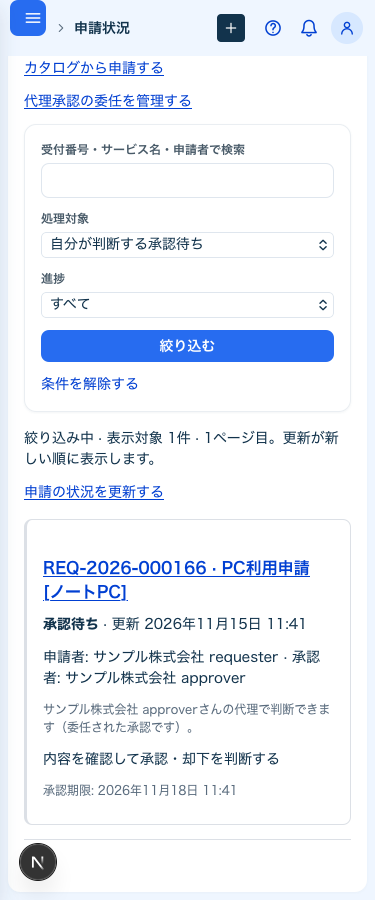 申請状況
カタログから申請する
代理承認の委任を管理する
受付番号・サービス名・申請者で検索
処理対象
自分が判断する承認待ち
進捗
すべて
絞り込む
条件を解除する
絞り込み中 · 表示対象 1件 · 1ページ目。更新が新
しい順に表示します。
申請の状況を更新する
REQ-2026-000166 · PC利用申請
[ノートPC]
承認待ち · 更新 2026年11月15日 11:41
申請者: サンプル株式会社 requester · 承認
者: サンプル株式会社 approver
サンプル株式会社 approverさんの代理で判断できま
す（委任された承認です）。
内容を確認して承認・却下を判断する
承認期限: 2026年11月18日 11:41
N